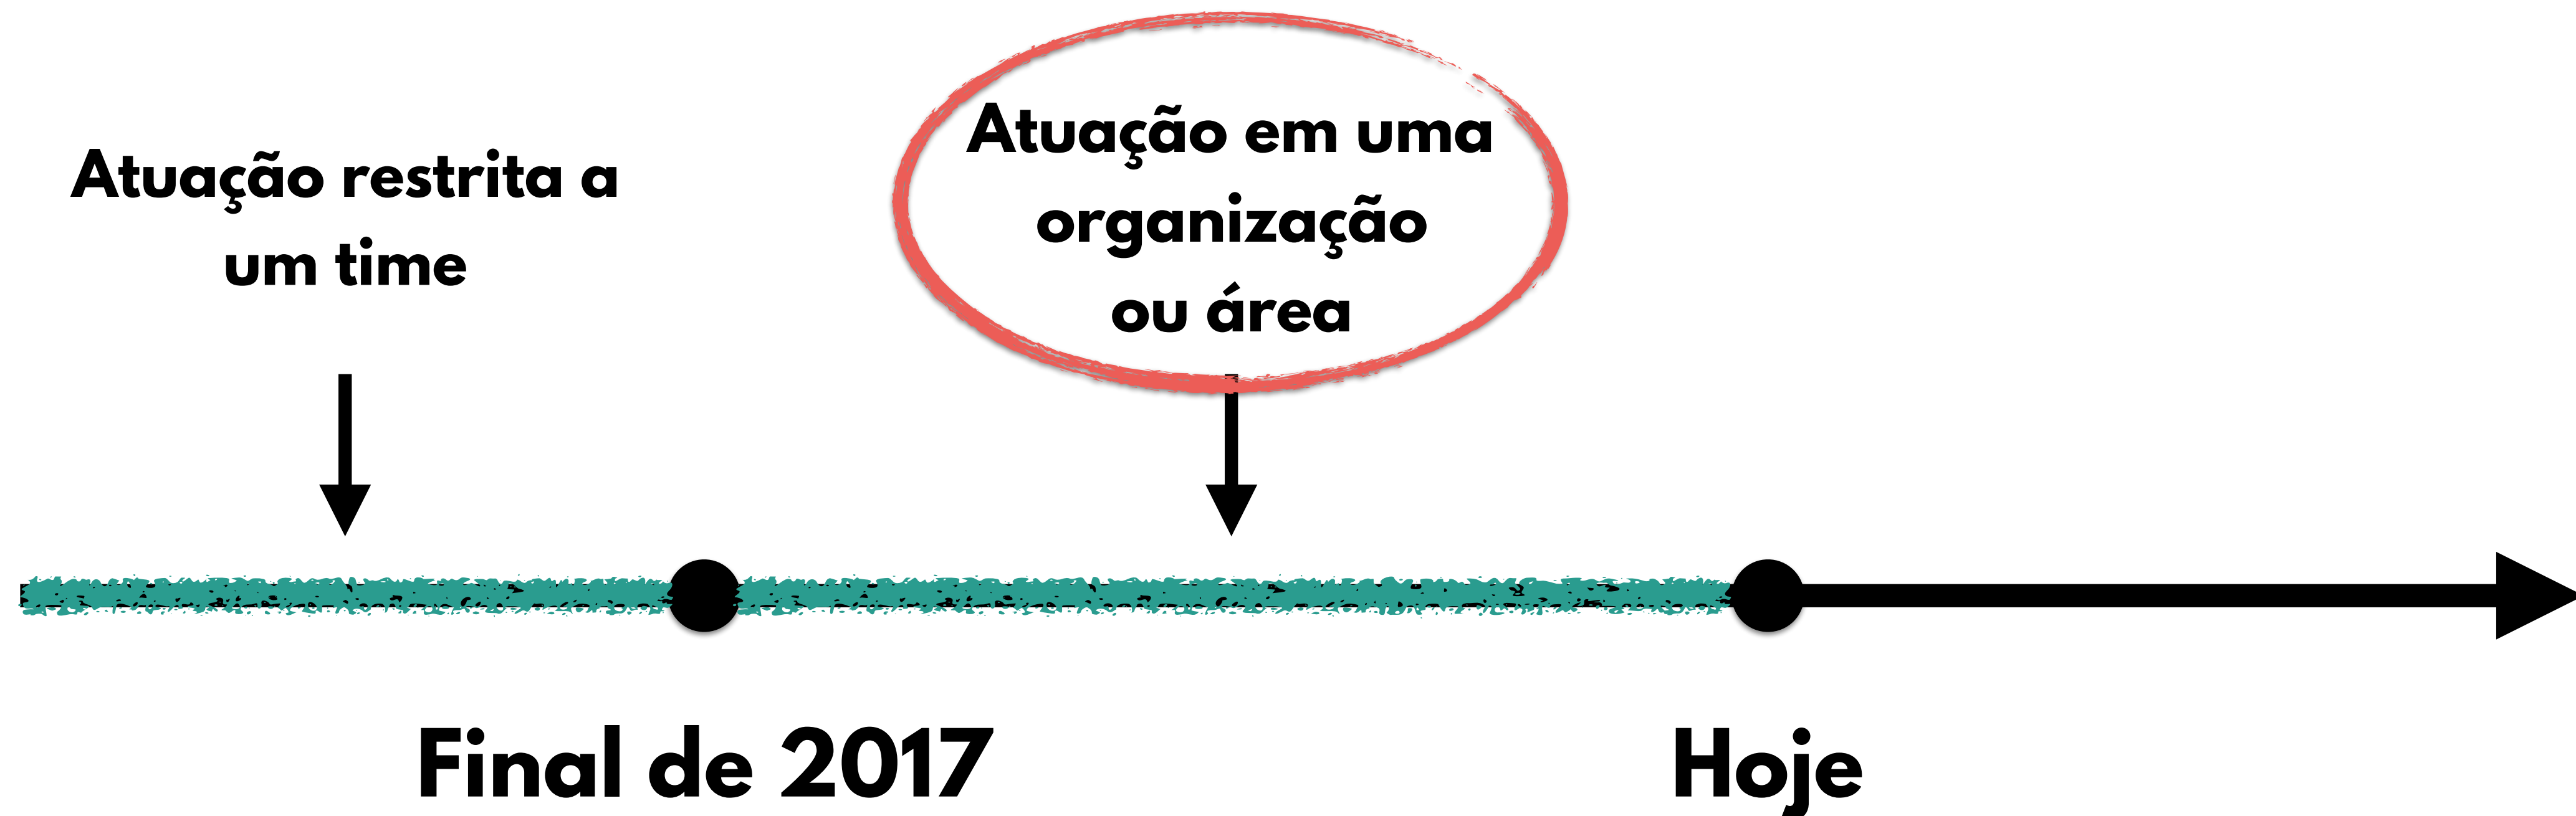 Atuação restrita a
um time
Atuação em uma
organização
ou área
Final de 2017
Hoje